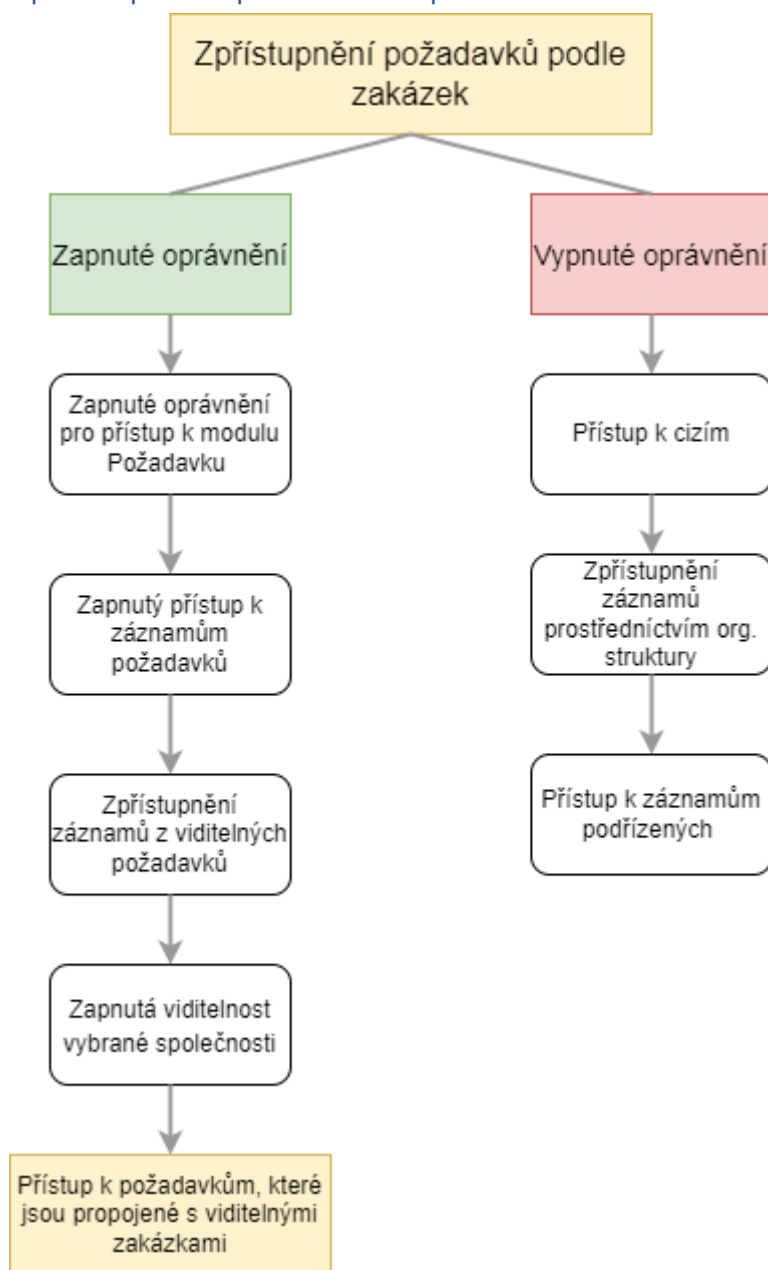 Zpřístupnění požadavků podle
zakázek
Zapnuté oprávnění
Vypnuté oprávnění
Zapnuté oprávnění
pro přístup k modulu
Požadavku
Přístup k cizím
Zapnutý přístup k
záznamům
požadavků
Zpřístupnění
záznamů
prostředníctvím org.
struktury
Zpřístupnění
záznamů z viditelných
požadavků
Přístup k záznamům
podřízených
Zapnutá viditelnost
vybrané společnosti
Přístup k požadavkům, které
jsou propojené s viditelnými
zakázkami